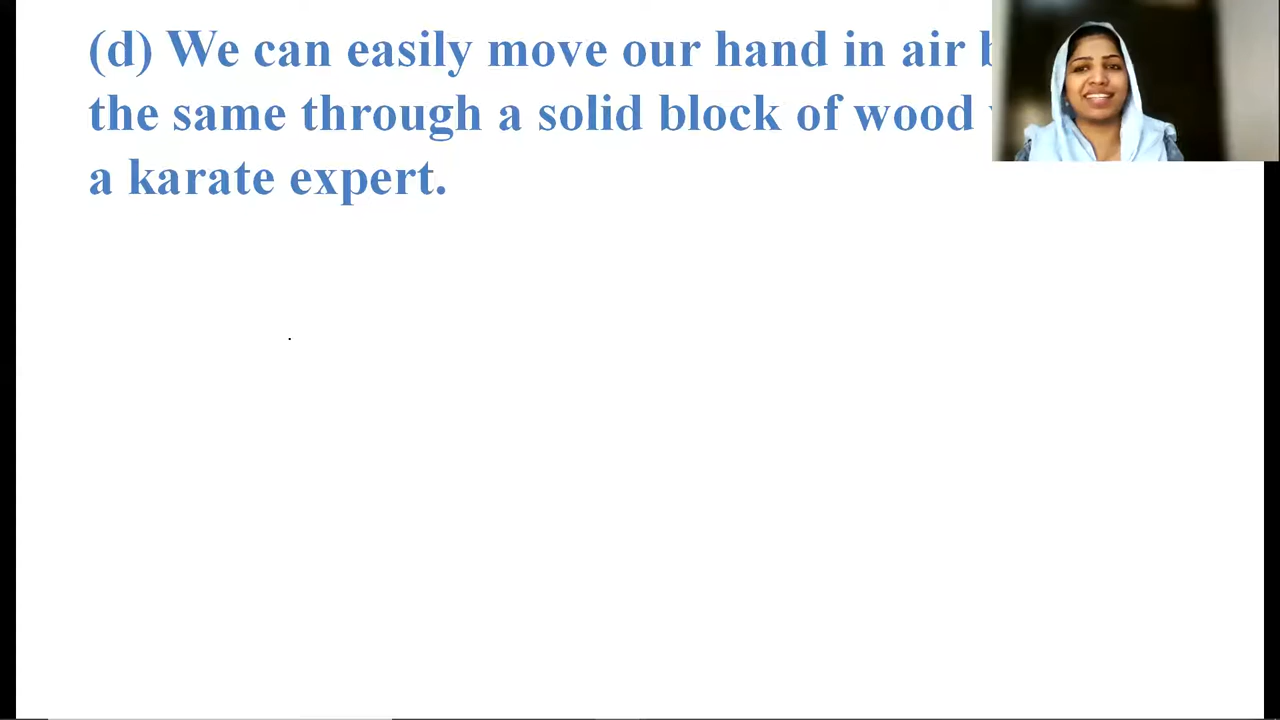 (d) We can easily move our hand in air
the same through a solid block of wood
a karate expert.